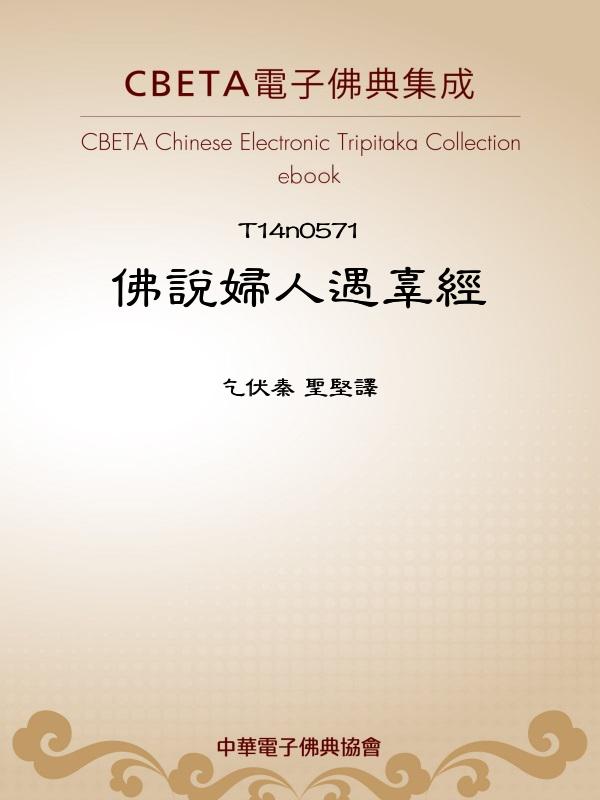 CBETA電子佛典集成
CBETA Chinese Electronic Tripitaka Collection
ebook
T14n0571
佛說婦人遇辜經
乞伏秦 聖堅譯
中華電子佛典協會